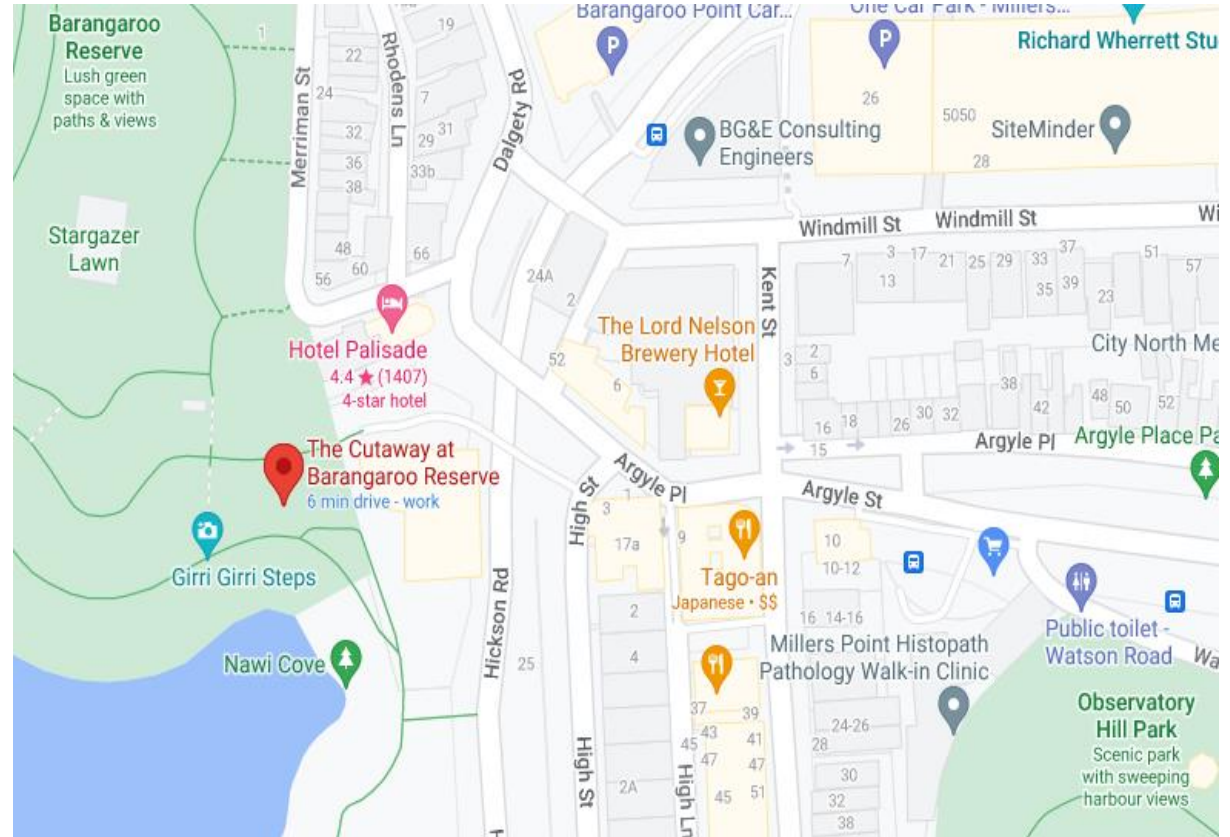 Barangaroo
Reserve
Lush green
space with
paths & views
1
Merriman St
22
24
32
36
38
48
56
60
Rhodens Ln
19
7
29
31
33b
66
Dalgety Rd
Barangaroo Point Car...
One Car Park - Millers...
Richard Wherrett Stu
26
5050
SiteMinder
28
BG&E Consulting
Engineers
Windmill St
Windmill St
Wi
Stargazer
Lawn
24A
2
Kent St
7
3
17
13
21
25
29
33
35
37
39
23
51
57
Hotel Palisade
4.4 ★ (1407)
4-star hotel
The Lord Nelson
Brewery Hotel
52
6
City North Me
3
2
6
16
18
26
30
32
38
42
48
50
52
15
Argyle Pl
Argyle Place Pa
The Cutaway at
Barangaroo Reserve
6 min drive - work
Argyle Pl
Argyle St
High St
1
3
17a
9
10
10-12
Girri Girri Steps
Tago-an
Japanese • $$
2
4
16
14-16
Public toilet -
Watson Road
Wa
Hickson Rd
Nawi Cove
25
Millers Point Histopath
Pathology Walk-in Clinic
Observatory
Hill Park
Scenic park
with sweeping
harbour views
37
39
43
41
45
47
47
45
51
24-26
28
30
32
38
High St
2A
High Ln
H